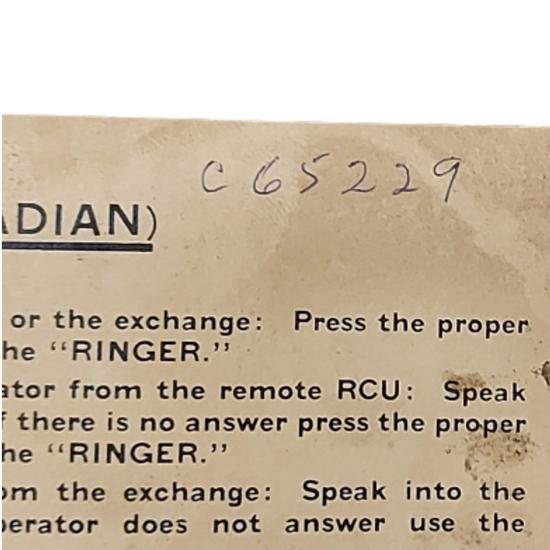 C65229
ADIAN)
or the exchange: Press the proper
he "RINGER."
ator from the remote RCU: Speak
f there is no answer press the proper
he "RINGER."
om the exchange: Speak into the
perator does not answer use the